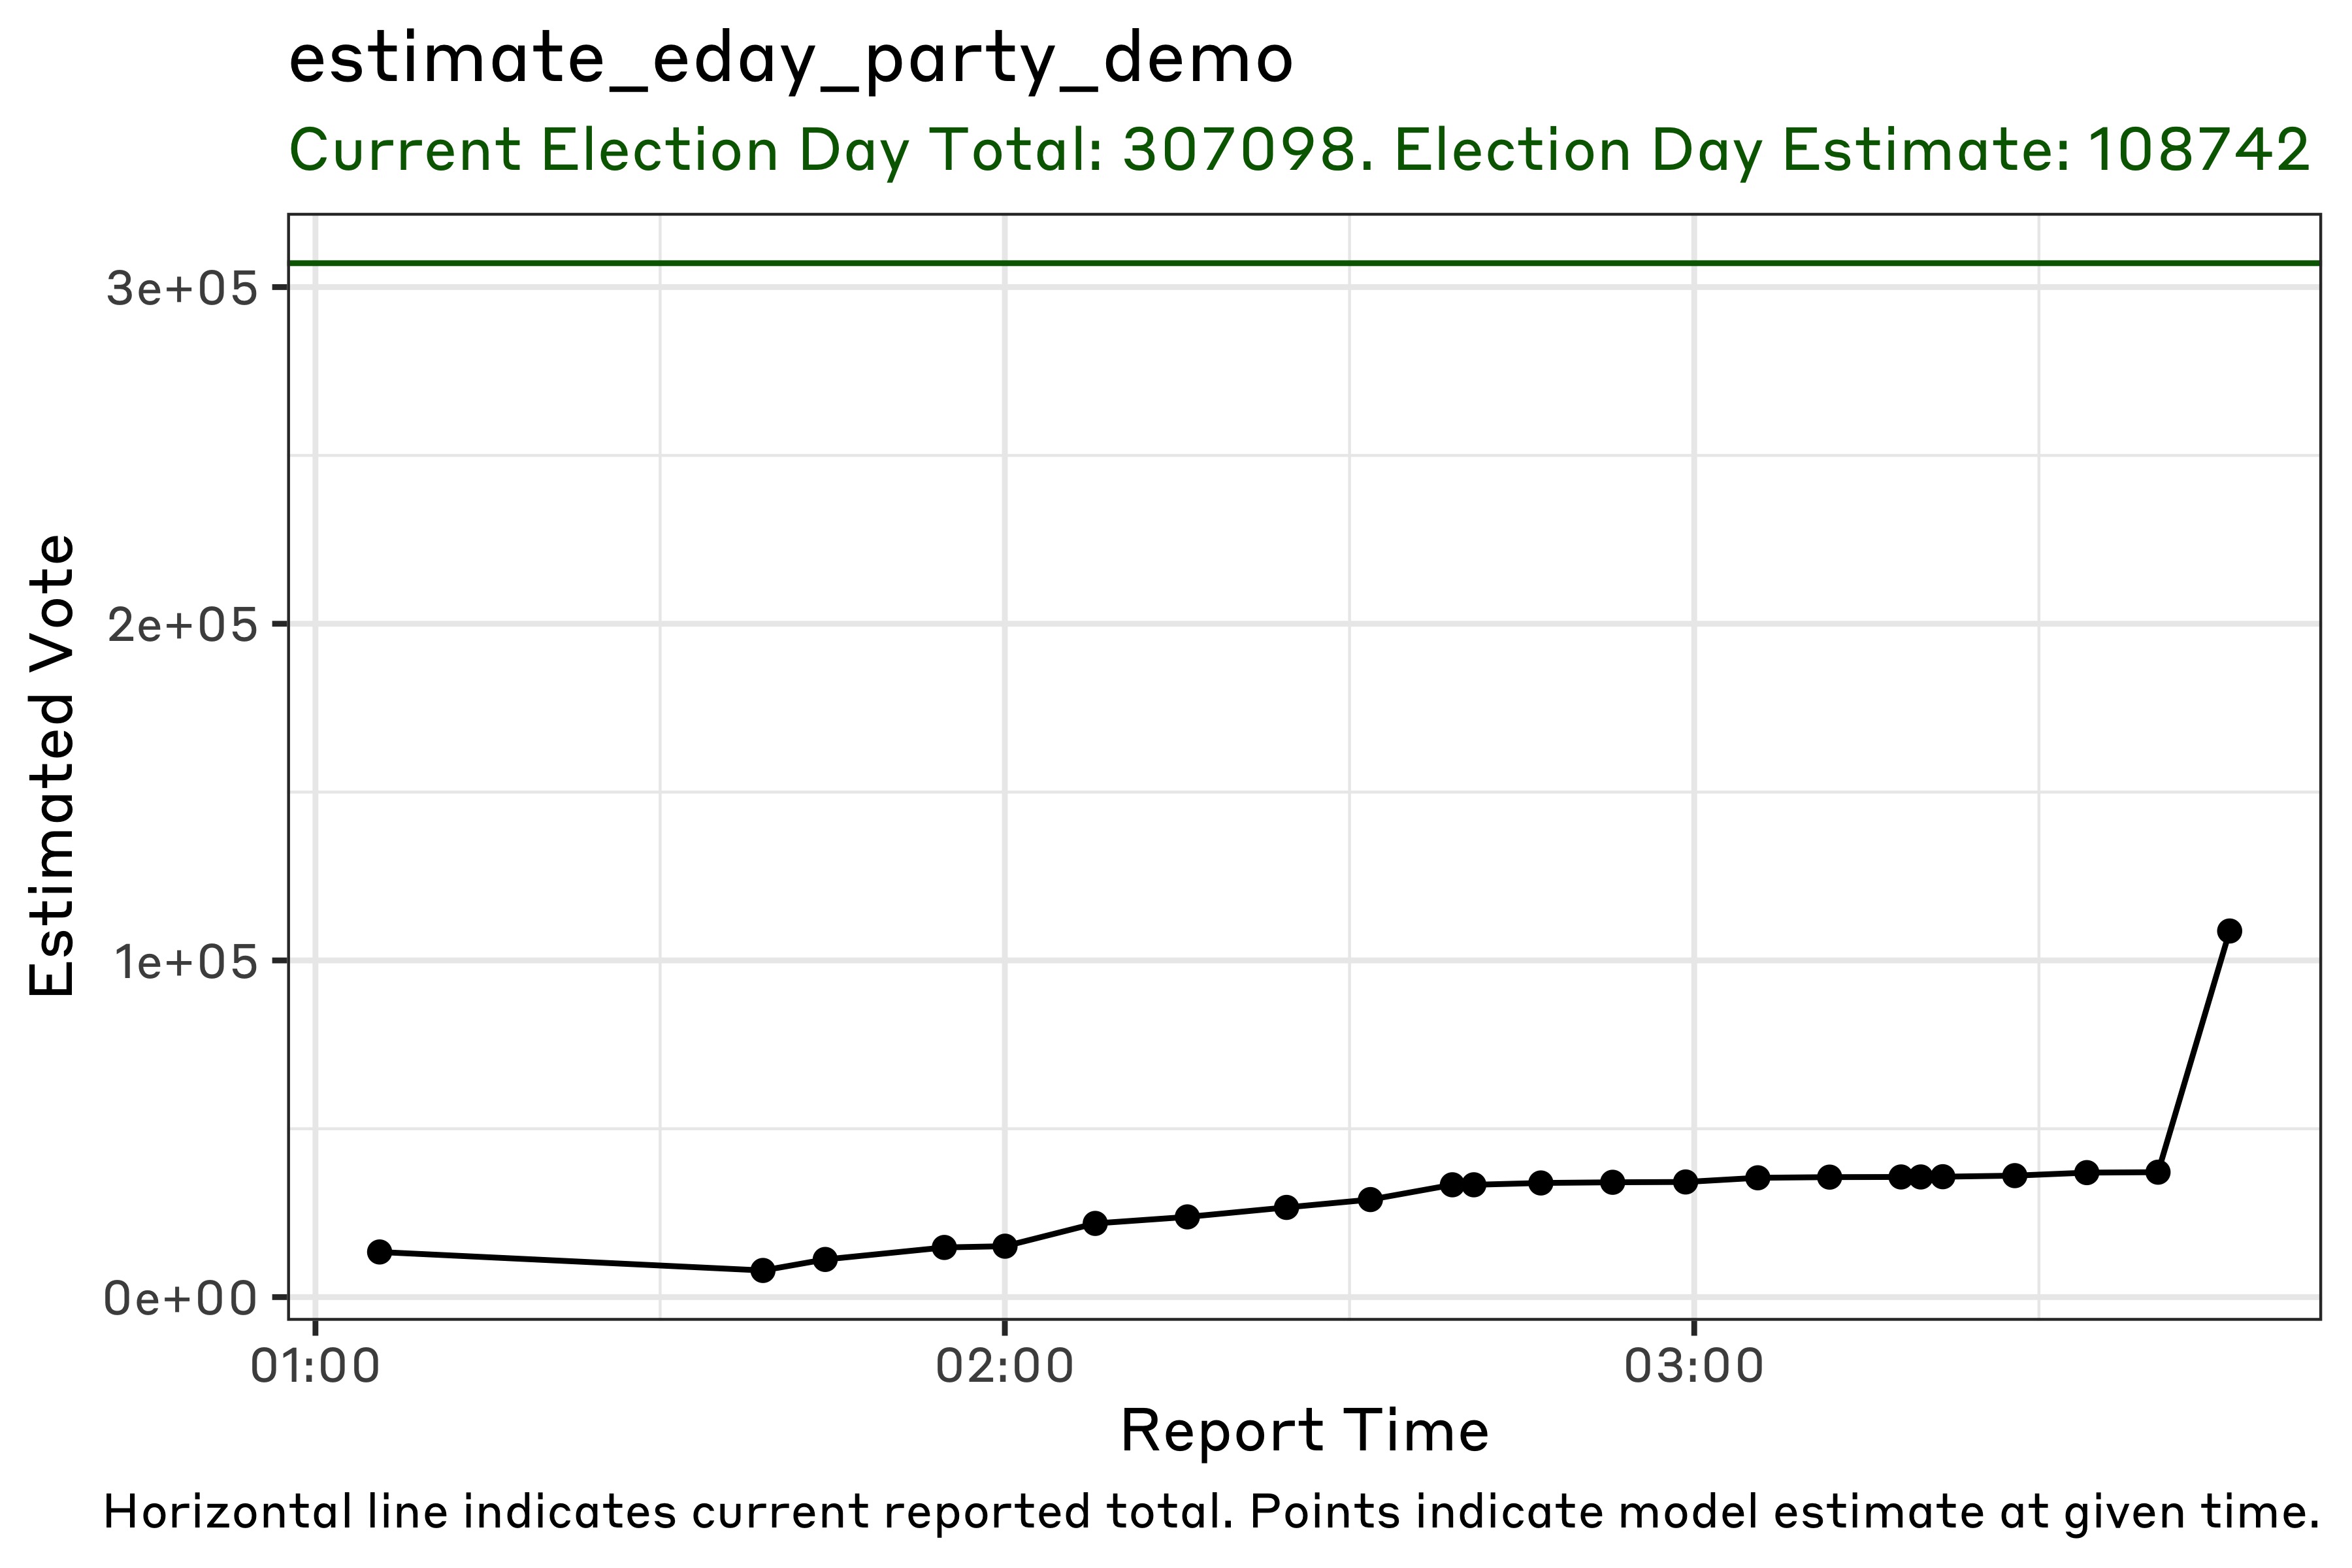 estimate_eday_party_demo
Current Election Day Total: 307098. Election Day Estimate: 108742
Estimated Vote
3e+05
2e+05
1e+05
0e+00
01:00 02:00 03:00
Report Time
Horizontal line indicates current reported total. Points indicate model estimate at given time.